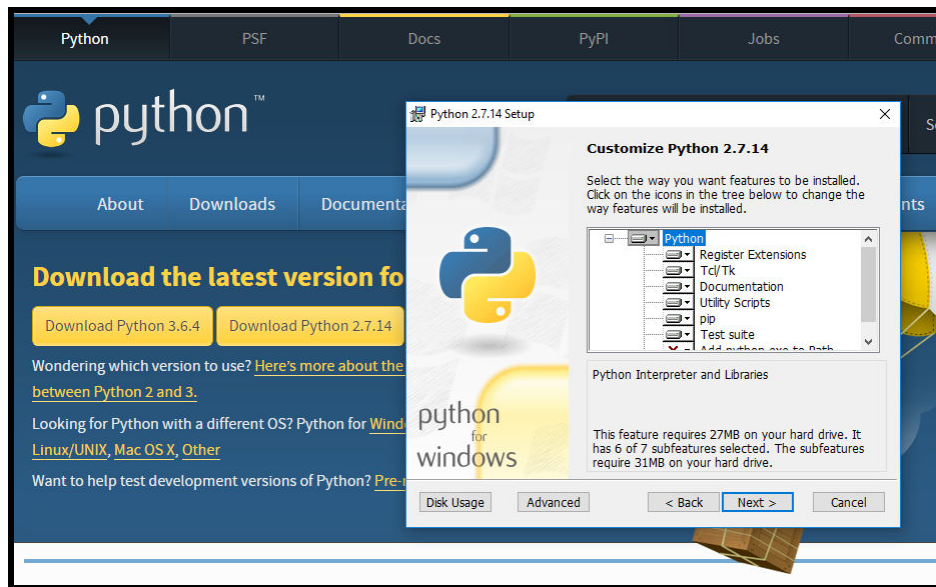 Python PSF Docs PyPI Jobs Comm
python™
About Downloads Documenta nts
Download the latest version fo
Download Python 3.6.4 Download Python 2.7.14
Wondering which version to use? Here's more about the
between Python 2 and 3.
Looking for Python with a different OS? Python for Wind
Linux/UNIX, Mac OS X, Other
Want to help test development versions of Python? Pre-r
Python 2.7.14 Setup
Customize Python 2.7.14
Select the way you want features to be installed.
Click on the icons in the tree below to change the
way features will be installed.
Python
Register Extensions
Tcl/Tk
Documentation
Utility Scripts
pip
Test suite
Add python.exe to Path
Python Interpreter and Libraries
This feature requires 27MB on your hard drive. It
has 6 of 7 subfeatures selected. The subfeatures
require 31MB on your hard drive.
python
for
windows
Disk Usage Advanced < Back Next > Cancel